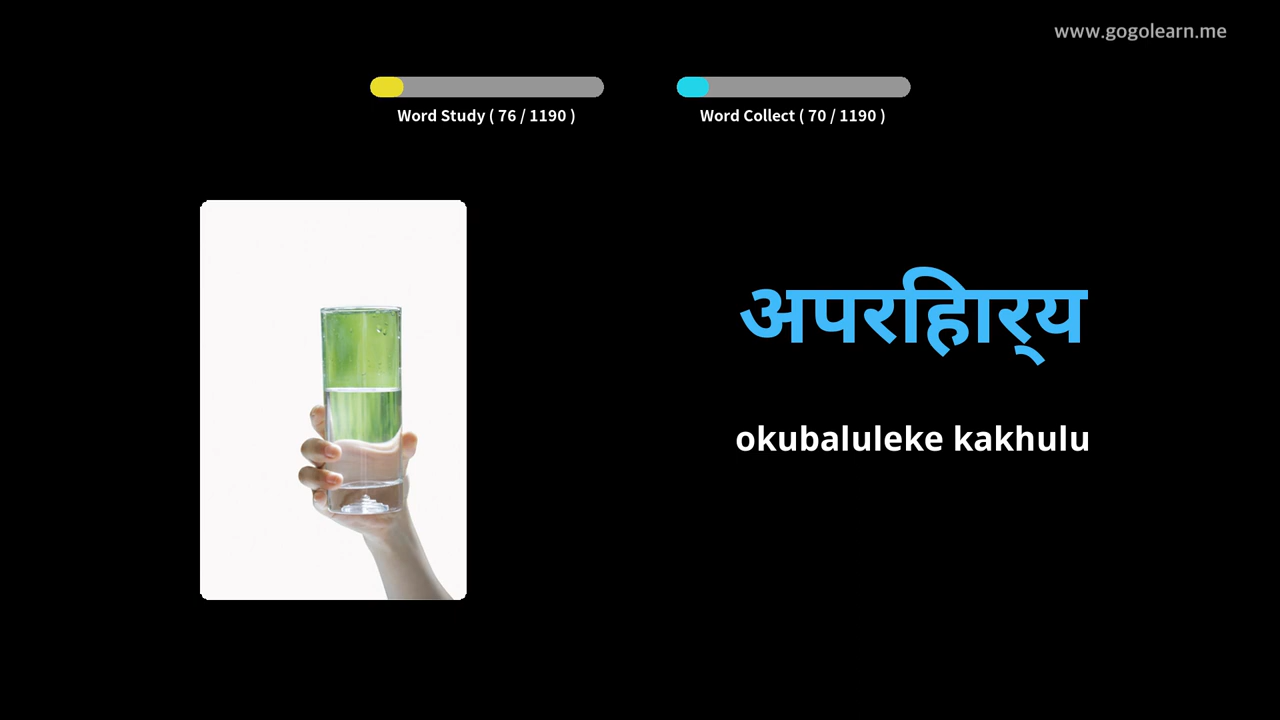 www.gogolearn.me
Word Study ( 76 / 1190 )
Word Collect ( 70 / 1190 )
अपरिहार्य
okubaluleke kakhulu